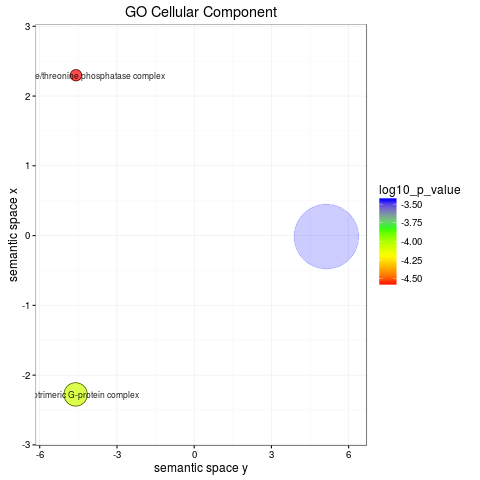 GO Cellular Component
3
2
1
0
-1
-2
-3
semantic space x
e/threonine phosphatase complex
otrimeric G-protein complex
-6
-3
0
3
6
semantic space y
log10_p_value
-3.50
-3.75
-4.00
-4.25
-4.50